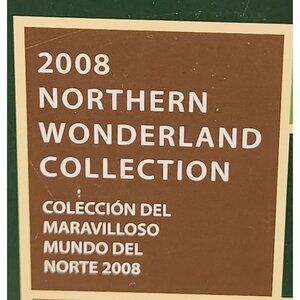 2008
NORTHERN
WONDERLAND
COLLECTION
COLECCIÓN DEL
MARAVILLOSO
MUNDO DEL
NORTE 2008